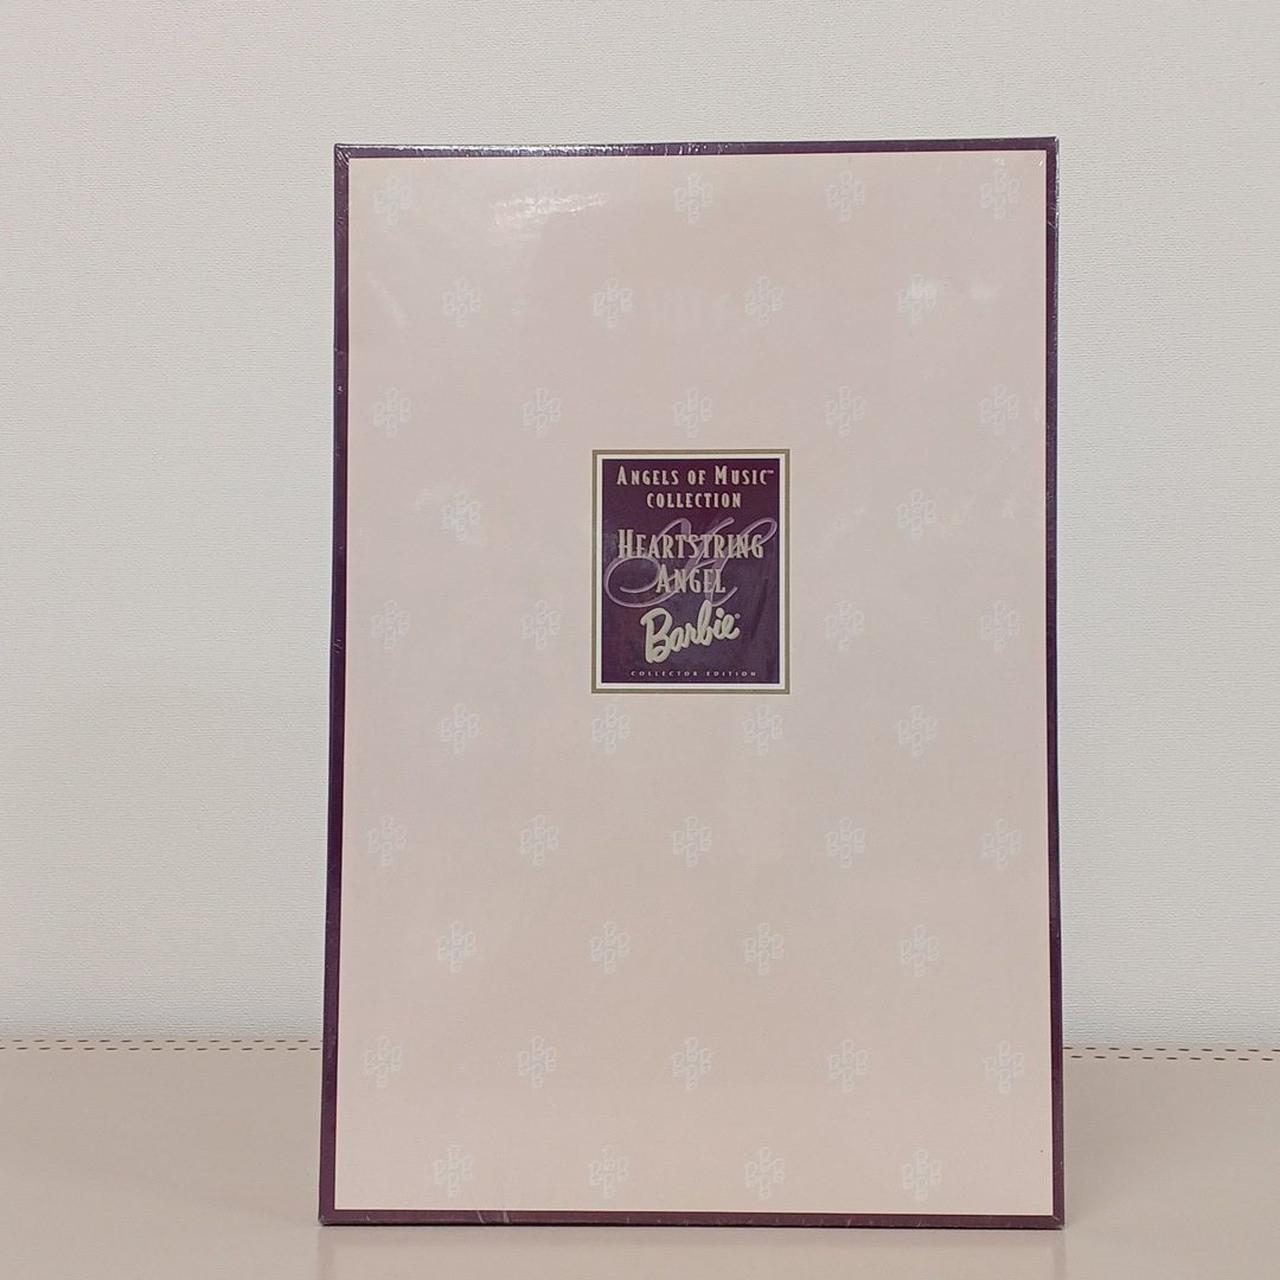 ANGELS OF MUSIC™
COLLECTION
HEARTSTRING
ANGEL
Barbie®
COLLECTOR EDITION